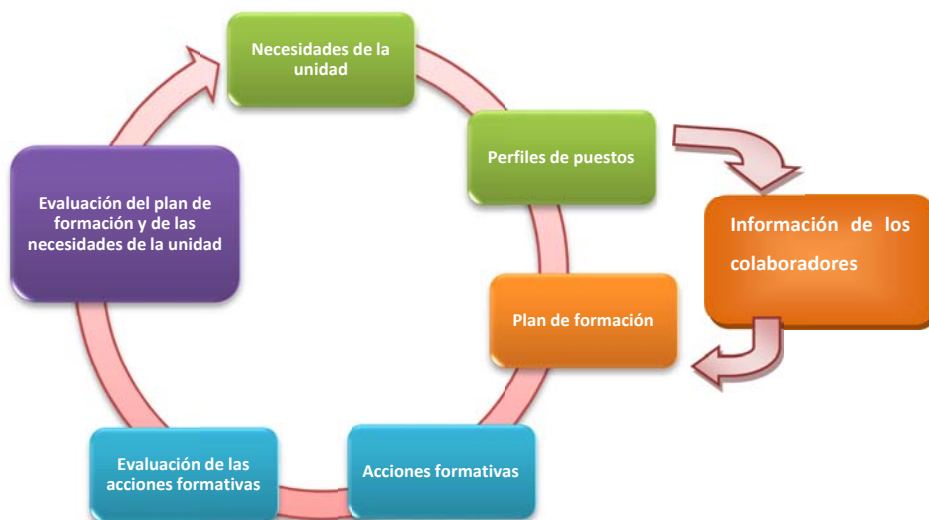 Necesidades de la
unidad
Perfiles de puestos
Información de los
colaboradores
Plan de formación
Acciones formativas
Evaluación de las
acciones formativas
Evaluación del plan de
formación y de las
necesidades de la unidad